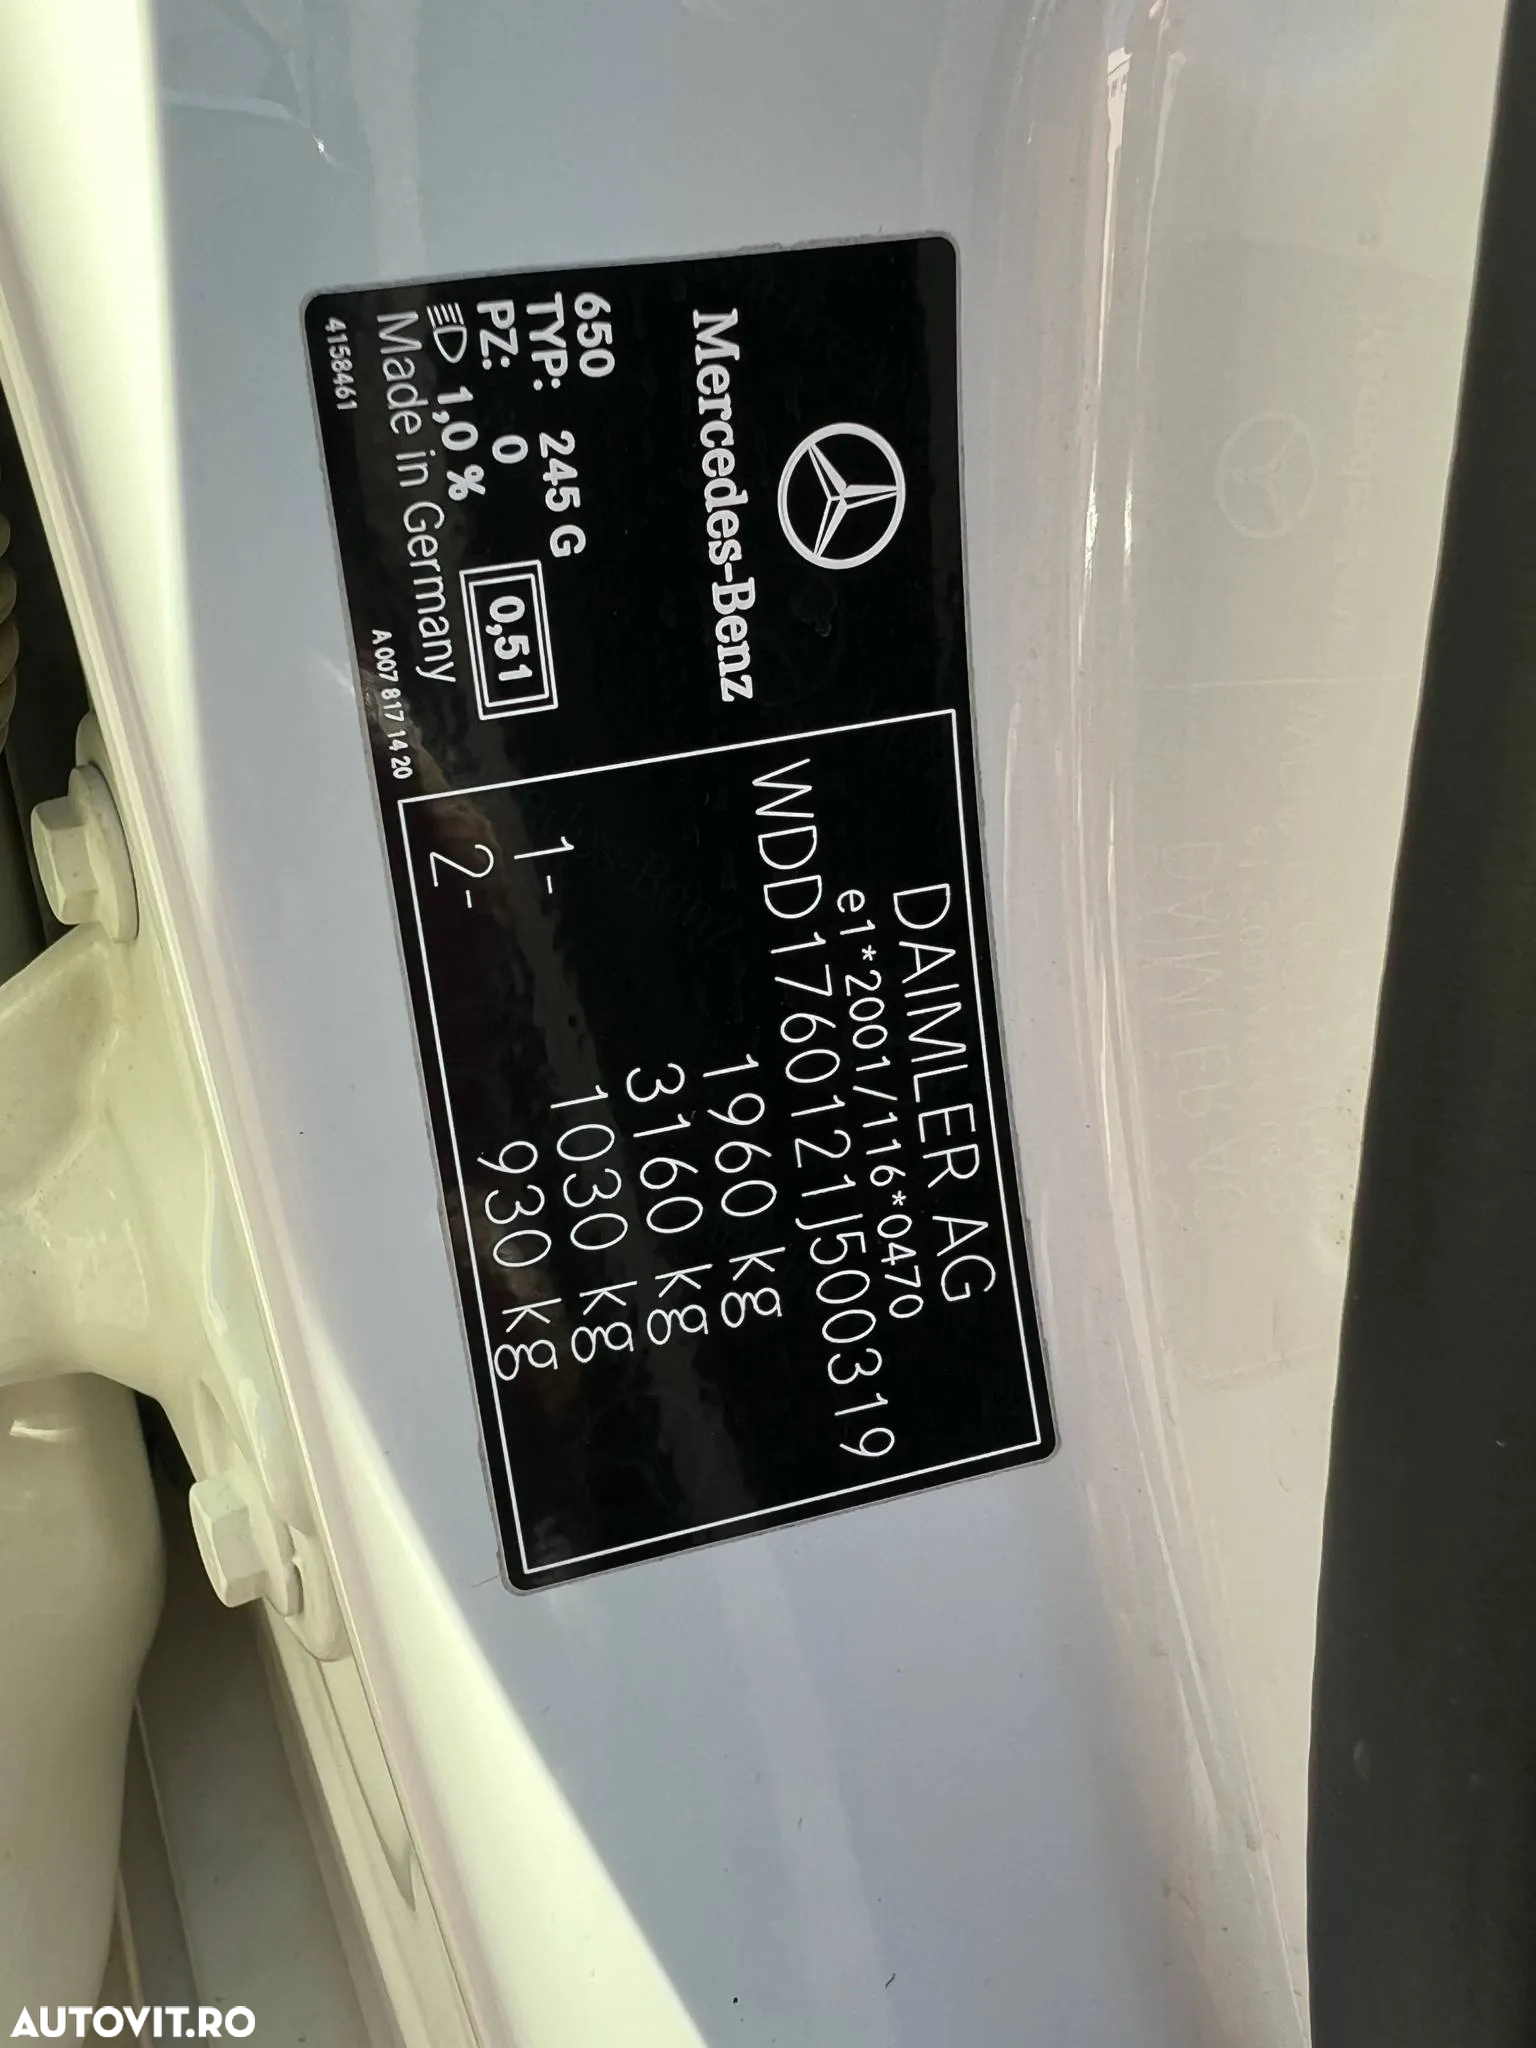 Mercedes-Benz
650
TYP: 245 G
PZ: 0
1,0 %
0,51
Made in Germany
4158461
A 007 817 14 20
DAIMLER AG
e1*2001/116*0470
WDD1760121J500319
1960 kg
3160 kg
1- 1030 kg
2- 930 kg
AUTOVIT.RO